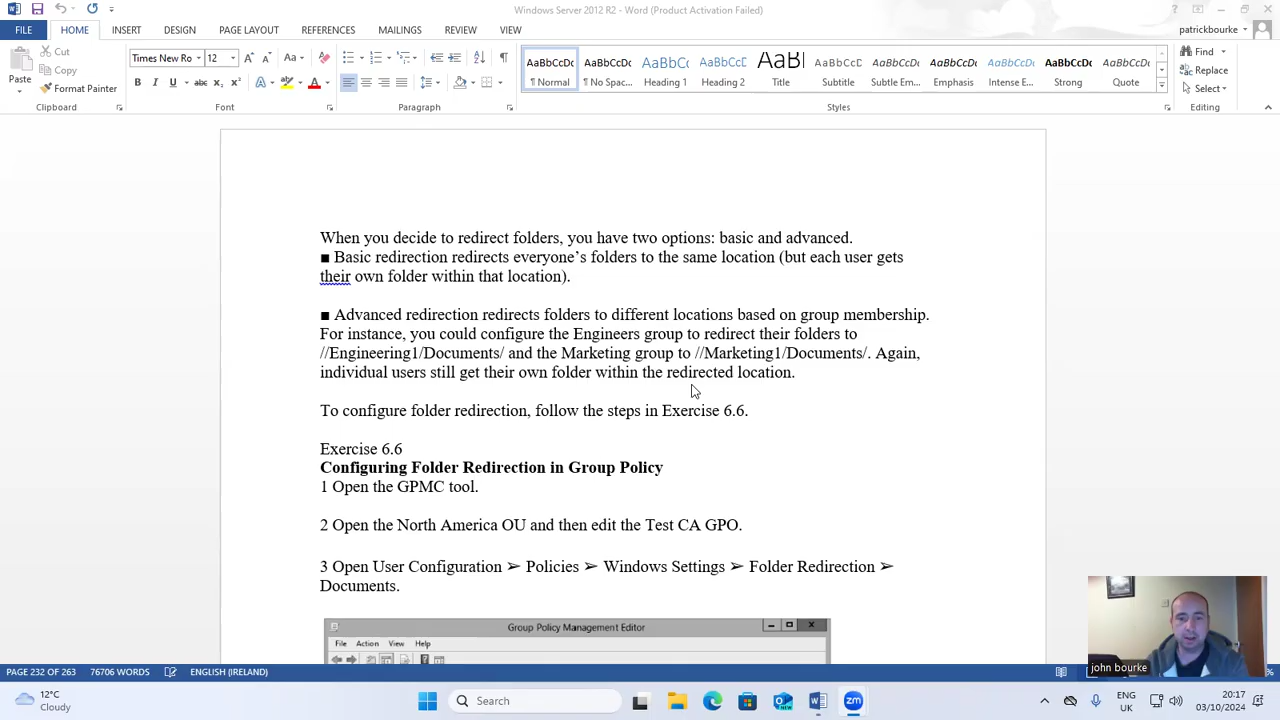 Windows Server 2012 R2 - Word (Product Activation Failed)
FILE HOME INSERT DESIGN PAGE LAYOUT REFERENCES MAILINGS REVIEW VIEW patrickbourke
Paste
Cut
Copy
Format Painter
Clipboard
Times New Ro 12
Font
Paragraph
AaBbCcDc AaBbCcDc AaBbCc AaBbCcD AaBl AaBbCcD AaBbCcDc AaBbCcDc AaBbCcDc AaBbCcDc AaBbCcDc
¶ Normal ¶ No Spac... Heading 1 Heading 2 Title Subtitle Subtle Em... Emphasis Intense E... Strong Quote
Styles
Find
Replace
Select
Editing
When you decide to redirect folders, you have two options: basic and advanced.
■ Basic redirection redirects everyone’s folders to the same location (but each user gets
their own folder within that location).
■ Advanced redirection redirects folders to different locations based on group membership.
For instance, you could configure the Engineers group to redirect their folders to
//Engineering1/Documents/ and the Marketing group to //Marketing1/Documents/. Again,
individual users still get their own folder within the redirected location.
To configure folder redirection, follow the steps in Exercise 6.6.
Exercise 6.6
Configuring Folder Redirection in Group Policy
1 Open the GPMC tool.
2 Open the North America OU and then edit the Test CA GPO.
3 Open User Configuration ➢ Policies ➢ Windows Settings ➢ Folder Redirection ➢
Documents.
Group Policy Management Editor
File Action View Help
john bourke
PAGE 232 OF 263 76706 WORDS ENGLISH (IRELAND)
12°C
Cloudy
Search
ENG
(UK)
20:17
03/10/2024